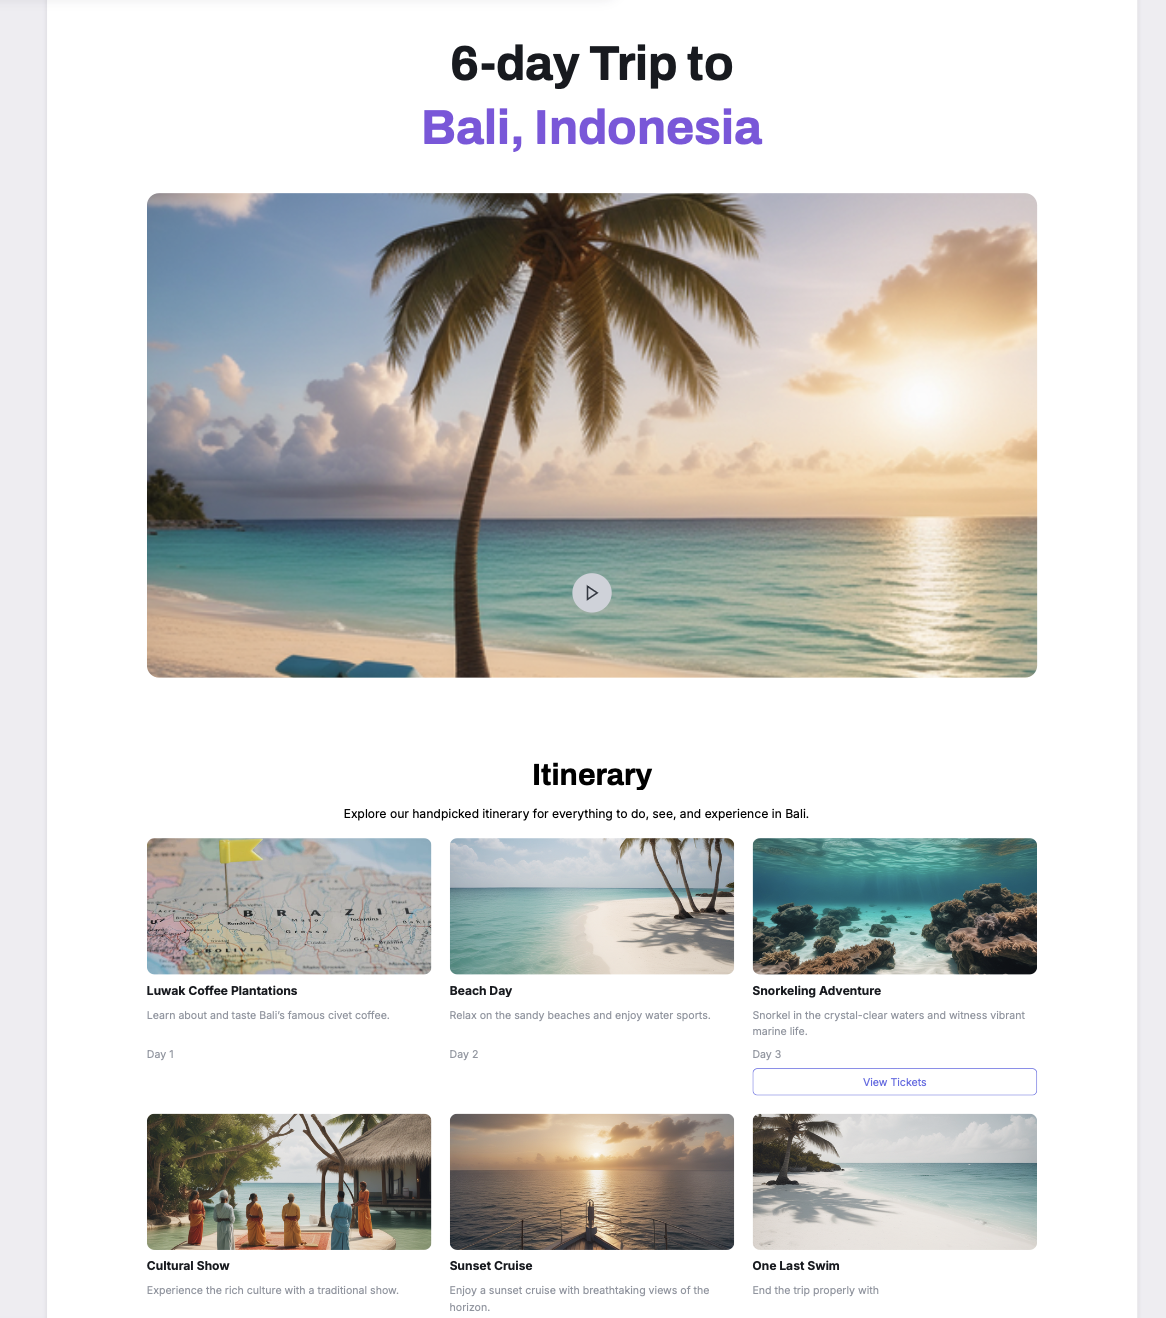 6-day Trip to
Bali, Indonesia
Itinerary
Explore our handpicked itinerary for everything to do, see, and experience in Bali.
B R A Z I L
BOLIVIA
Luwak Coffee Plantations
Learn about and taste Bali's famous civet coffee.
Day 1
Beach Day
Relax on the sandy beaches and enjoy water sports.
Day 2
Snorkeling Adventure
Snorkel in the crystal-clear waters and witness vibrant
marine life.
Day 3
View Tickets
Cultural Show
Experience the rich culture with a traditional show.
Sunset Cruise
Enjoy a sunset cruise with breathtaking views of the
horizon.
One Last Swim
End the trip properly with